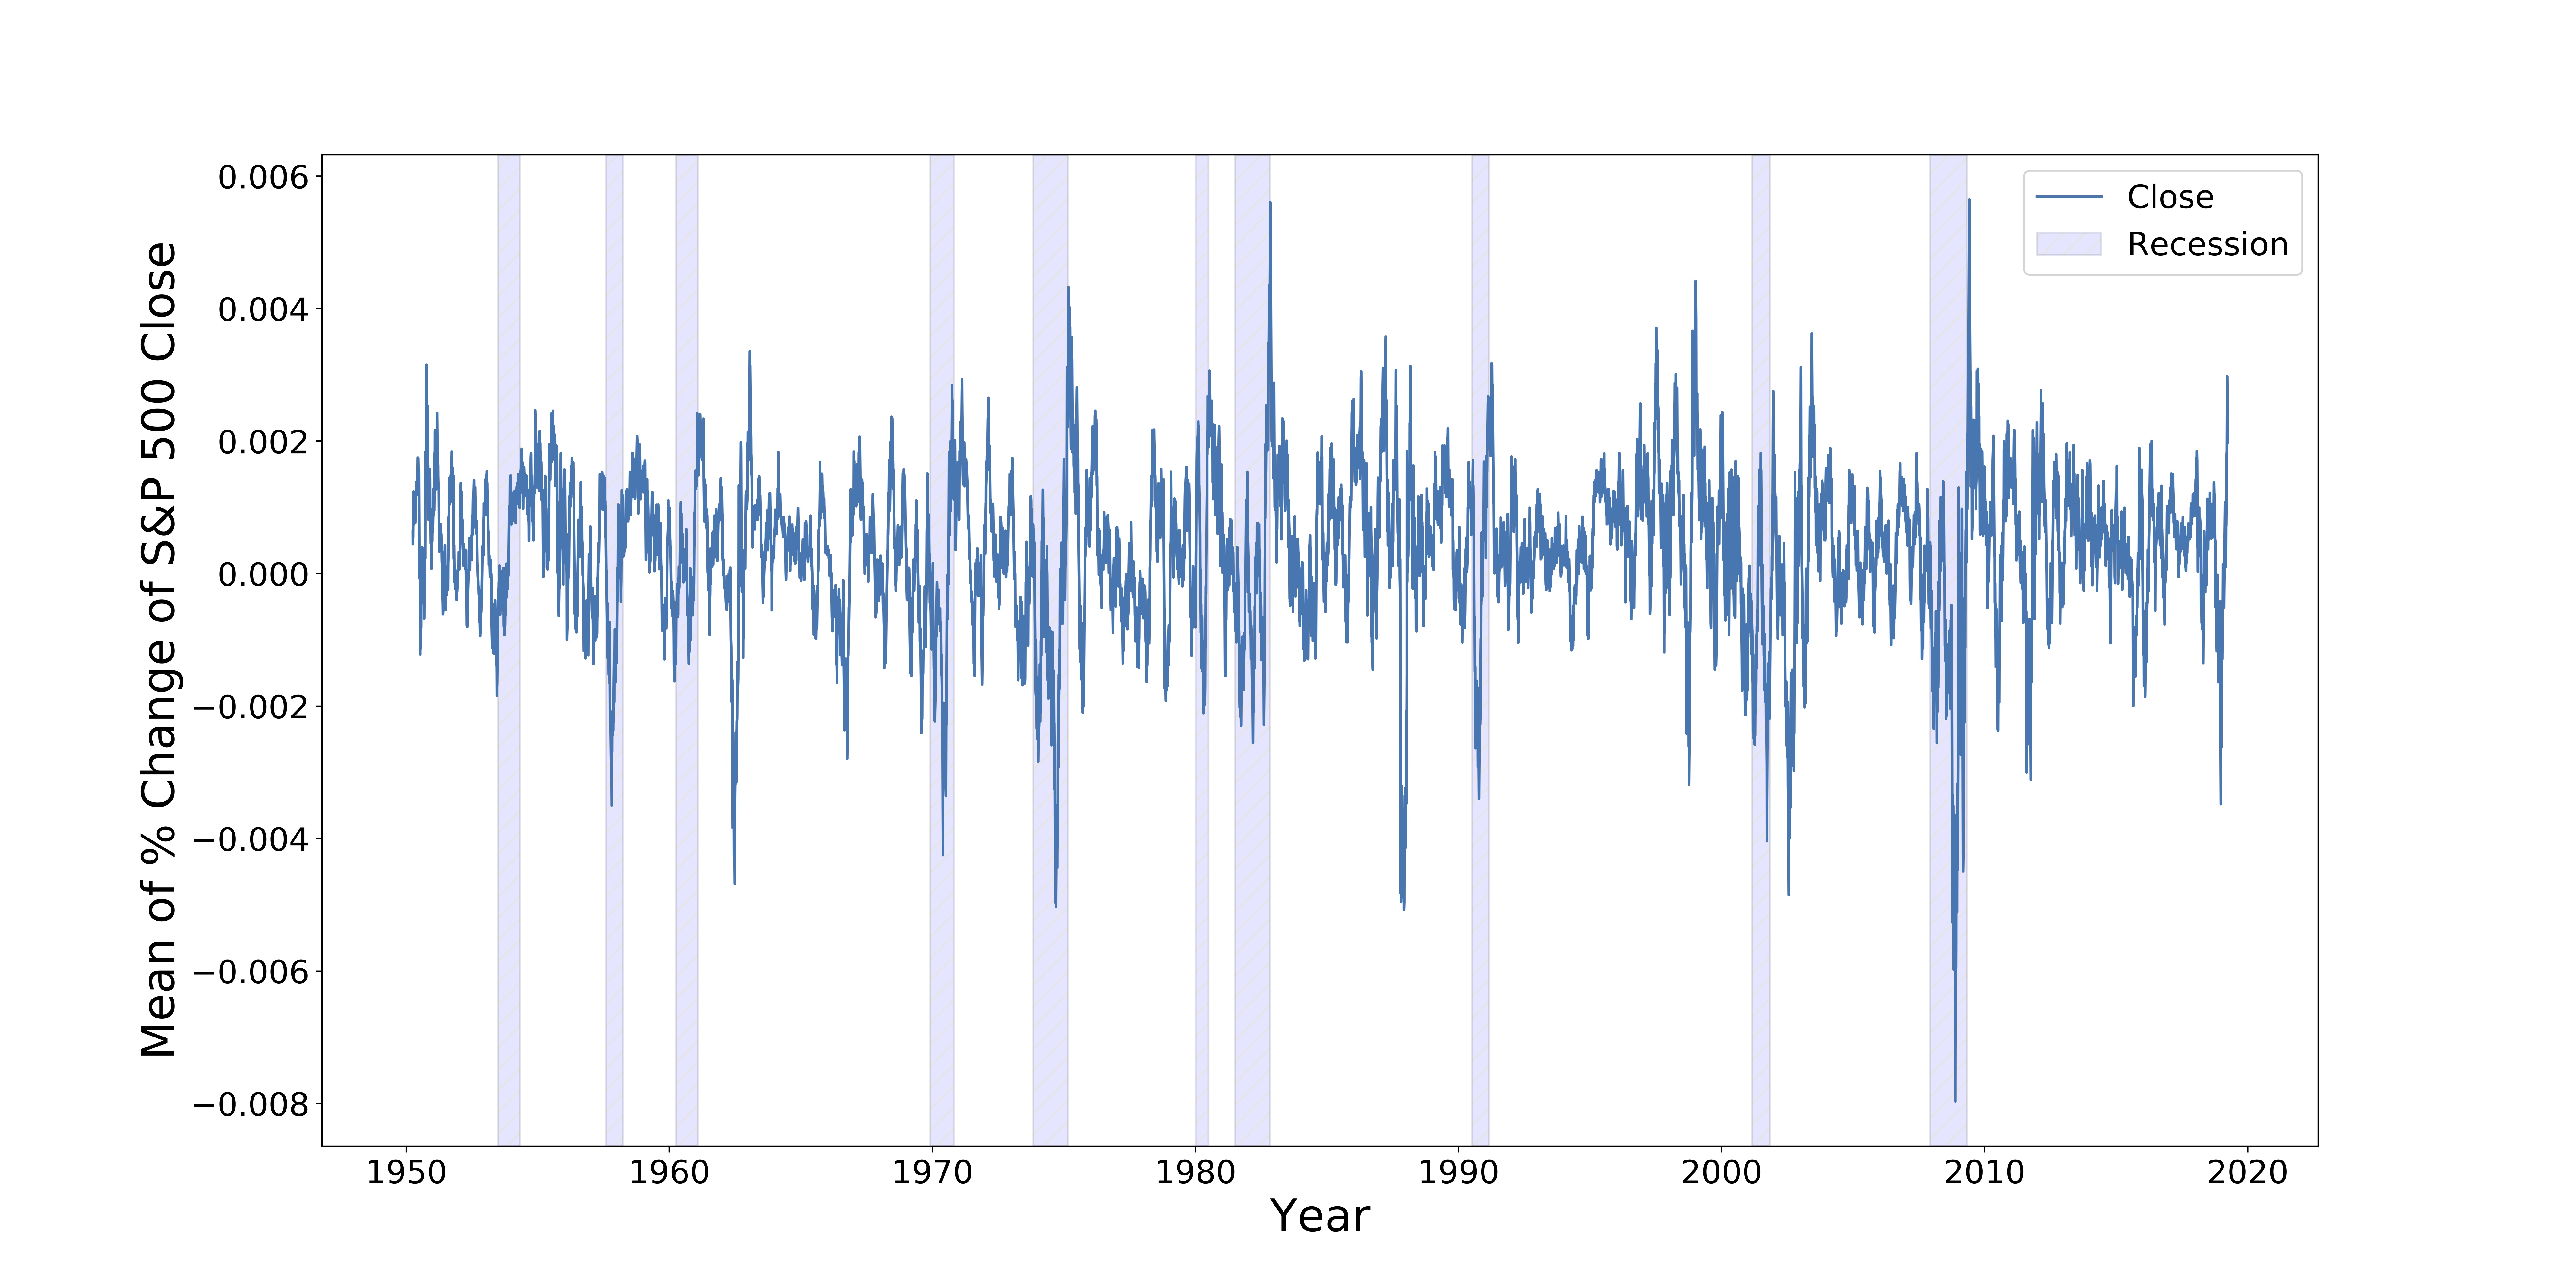 Close
Recession
0.006
0.004
0.002
0.000
−0.002
−0.004
−0.006
−0.008
Mean of % Change of S&P 500 Close
1950 1960 1970 1980 1990 2000 2010 2020
Year